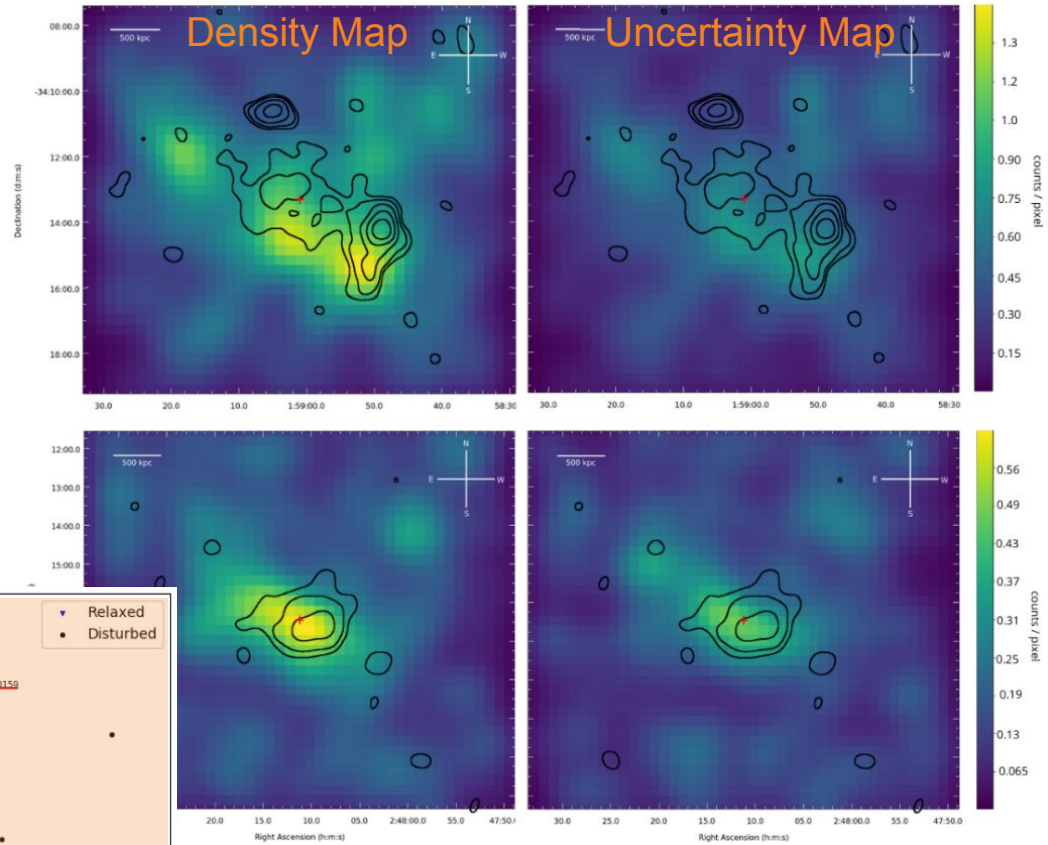 Density Map
Uncertainty Map
500 kpc
500 kpc
N
E
W
S
N
E
W
S
08:00.0
-34:10:00.0
12:00.0
14:00.0
16:00.0
18:00.0
Declination (d:m:s)
30.0 20.0 10.0 1:59:00.0 50.0 40.0 58:30
30.0 20.0 10.0 1:59:00.0 50.0 40.0 58:30
1.3
1.2
1.0
0.90
0.75
0.60
0.45
0.30
0.15
counts / pixel
500 kpc
500 kpc
N
E
W
S
N
E
W
S
12:00.0
13:00.0
14:00.0
15:00.0
20.0 15.0 10.0 05.0 2:48:00.0 55.0 47:50.
30.0 25.0 20.0 15.0 10.0 05.0 2:48:00.0 55.0 47:50.
Right Ascension (h:m:s)
Right Ascension (h:m:s)
0.56
0.49
0.43
0.37
0.31
0.25
0.19
0.13
0.065
counts / pixel
Relaxed
Disturbed
0159